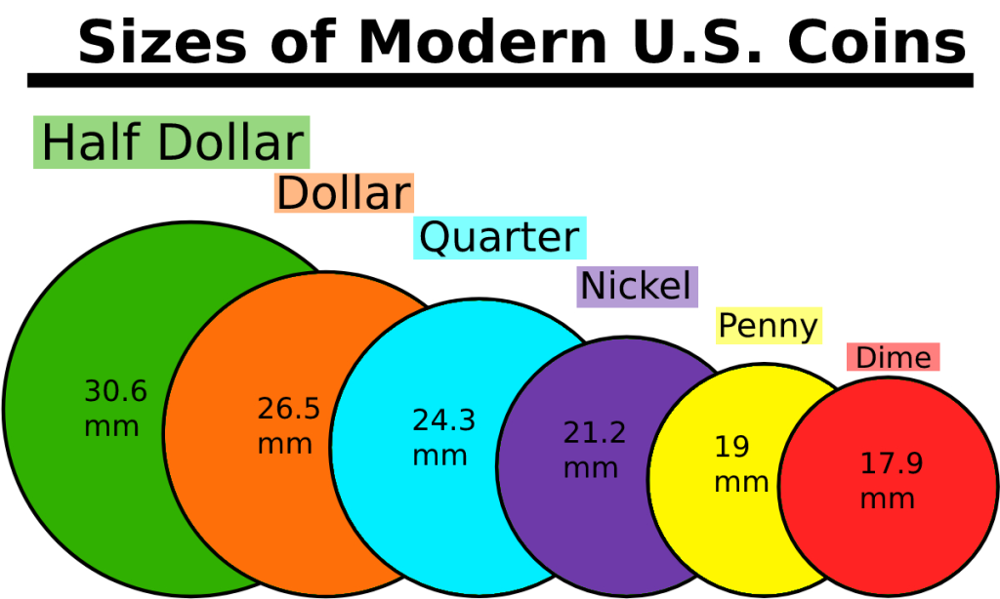 Sizes of Modern U.S. Coins
Half Dollar
Dollar
Quarter
Nickel
Penny
Dime
30.6
mm
26.5
mm
24.3
mm
21.2
mm
19
mm
17.9
mm